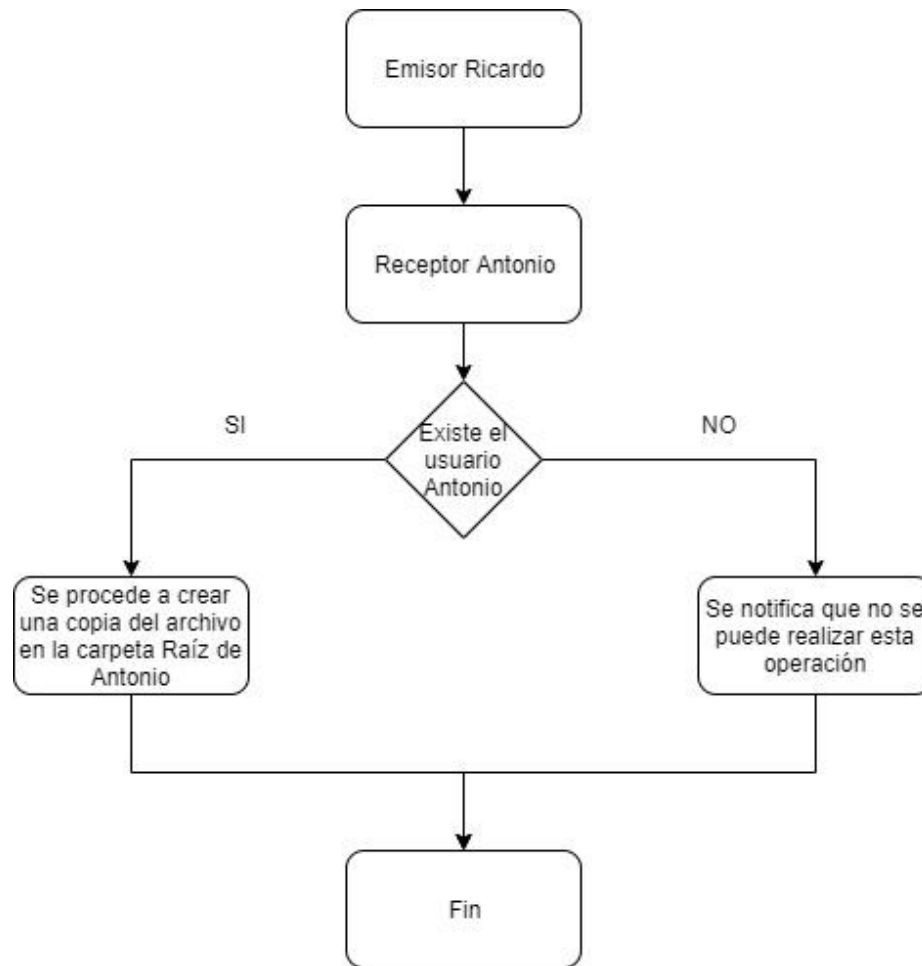 Emisor Ricardo
Receptor Antonio
SI
NO
Existe el
usuario
Antonio
Se procede a crear
una copia del archivo
en la carpeta Raíz de
Antonio
Se notifica que no se
puede realizar esta
operación
Fin